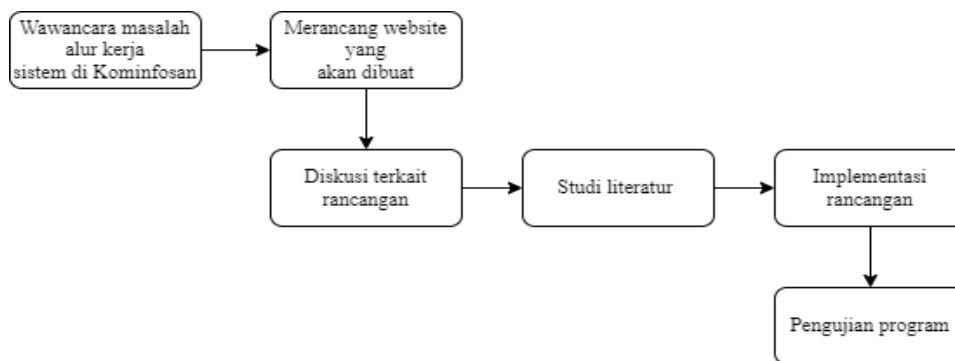 Wawancara masalah
alur kerja
sistem di Kominfosan
Merancang website
yang
akan dibuat
Diskusi terkait
rancangan
Studi literatur
Implementasi
rancangan
Pengujian program